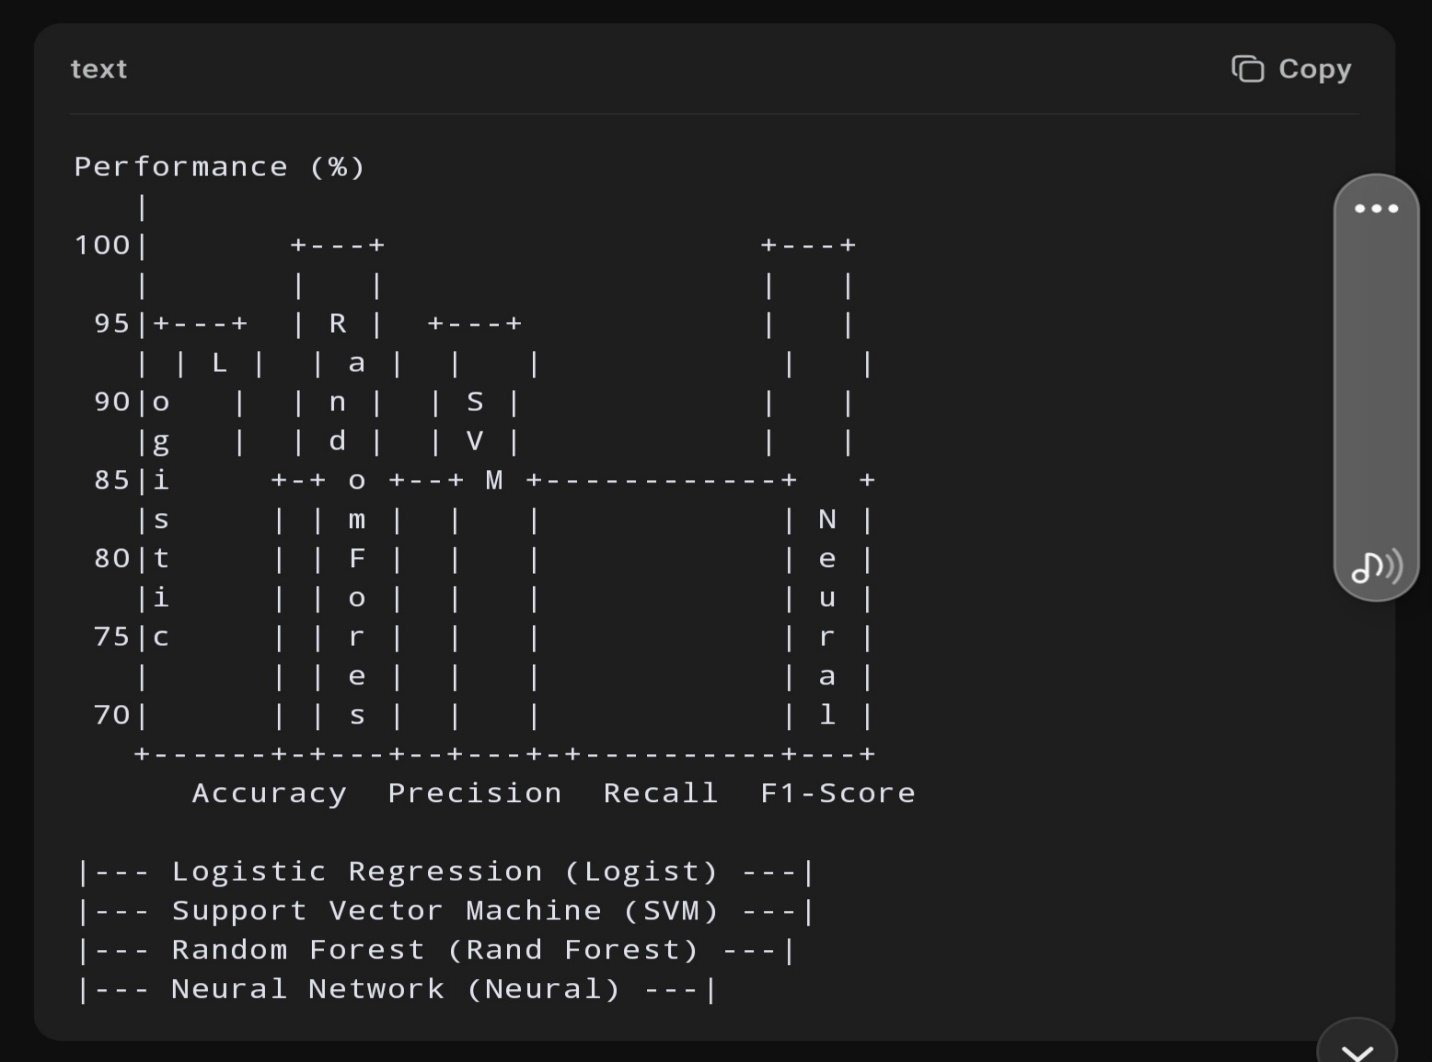 text
Copy
Performance (%)
       |
    100|       +---+                   +---+
       |       |   |                   |   |
     95|+---+  | R |  +---+            |   |
       | | L |  | a |  |   |            |   |
     90|o   |  | n |  | S |            |   |
       |g   |  | d |  | V |            |   |
     85|i     +-+ o +--+ M +------------+   +
       |s     | | m |  |   |            | N |
     80|t     | | F |  |   |            | e |
       |i     | | o |  |   |            | u |
     75|c     | | r |  |   |            | r |
       |      | | e |  |   |            | a |
     70|      | | s |  |   |            | l |
       +------+-+---+--+---+-+----------+---+
          Accuracy  Precision  Recall  F1-Score
|--- Logistic Regression (Logist) ---|
|--- Support Vector Machine (SVM) ---|
|--- Random Forest (Rand Forest) ---|
|--- Neural Network (Neural) ---|